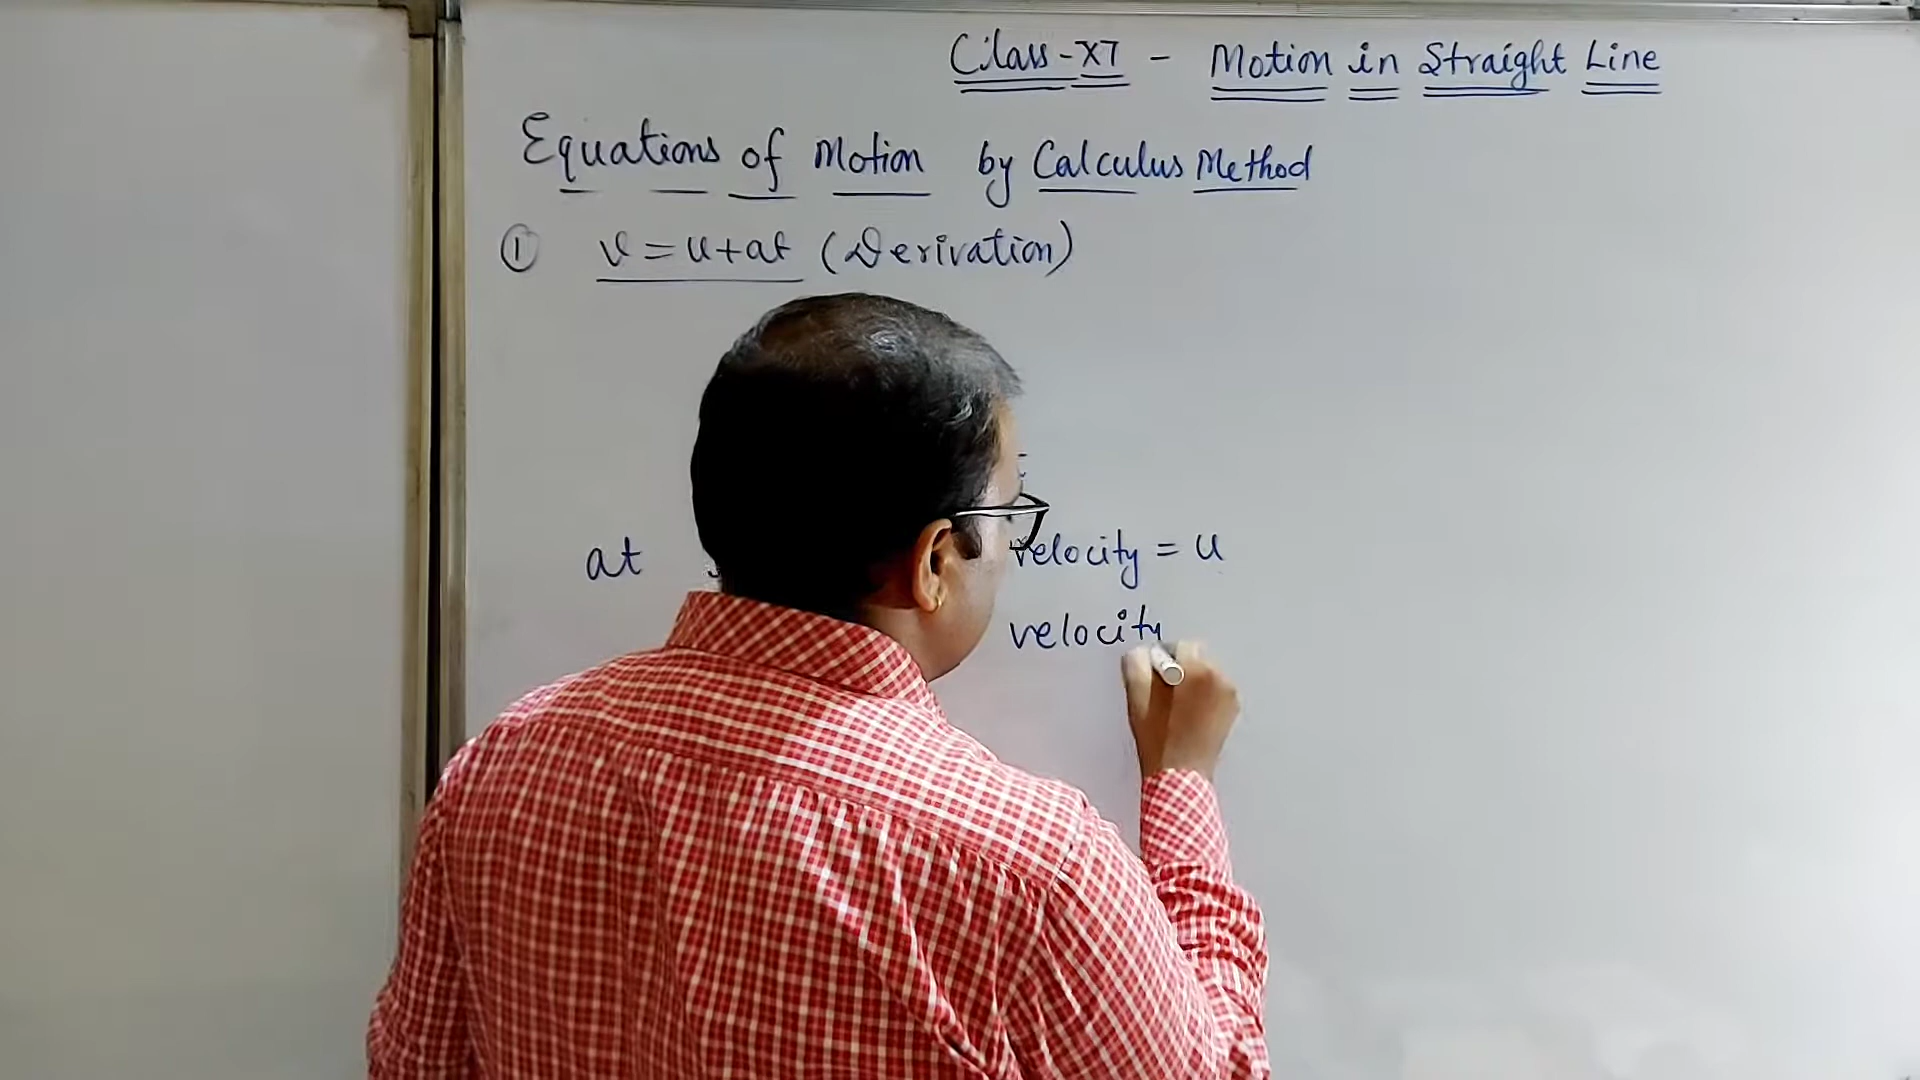 Class-XI - Motion in Straight Line
Equations of Motion by Calculus Method
① v = u+at (Derivation)
at velocity = u
velocity